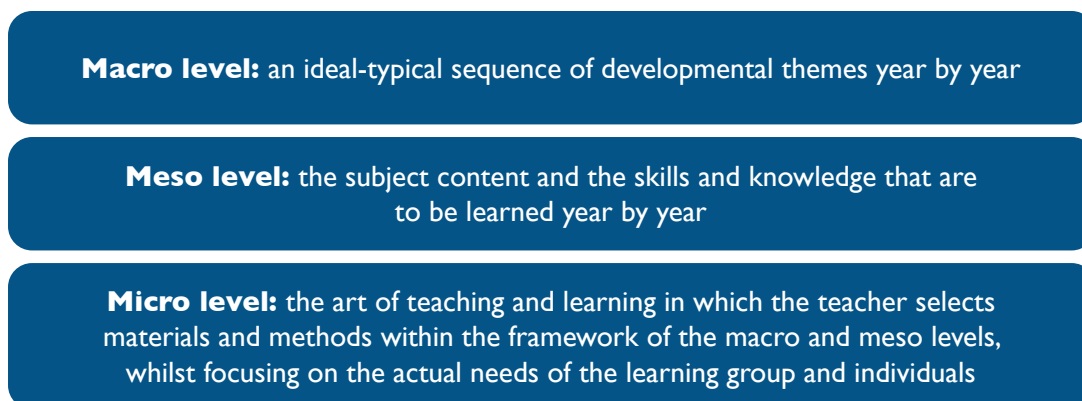 Macro level: an ideal-typical sequence of developmental themes year by year
Meso level: the subject content and the skills and knowledge that are
to be learned year by year
Micro level: the art of teaching and learning in which the teacher selects
materials and methods within the framework of the macro and meso levels,
whilst focusing on the actual needs of the learning group and individuals